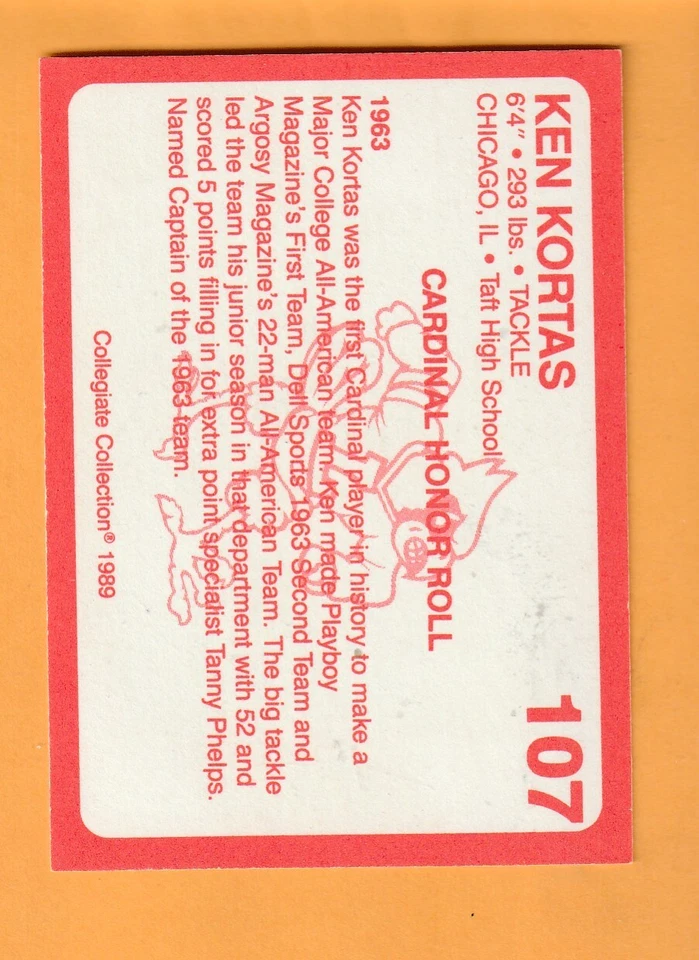 KEN KORTAS
107
6'4" • 293 lbs. • TACKLE
CHICAGO, IL • Taft High School
CARDINAL HONOR ROLL
1963
Ken Kortas was the first Cardinal player in history to make a
Major College All-American team. Ken made Playboy
Magazine's First Team, Dell Sports 1963 Second Team and
Argosy Magazine's 22-man All-American Team. The big tackle
led the team his junior season in that department with 52 and
scored 5 points filling in for extra point specialist Tanny Phelps.
Named Captain of the 1963 team.
Collegiate Collection® 1989